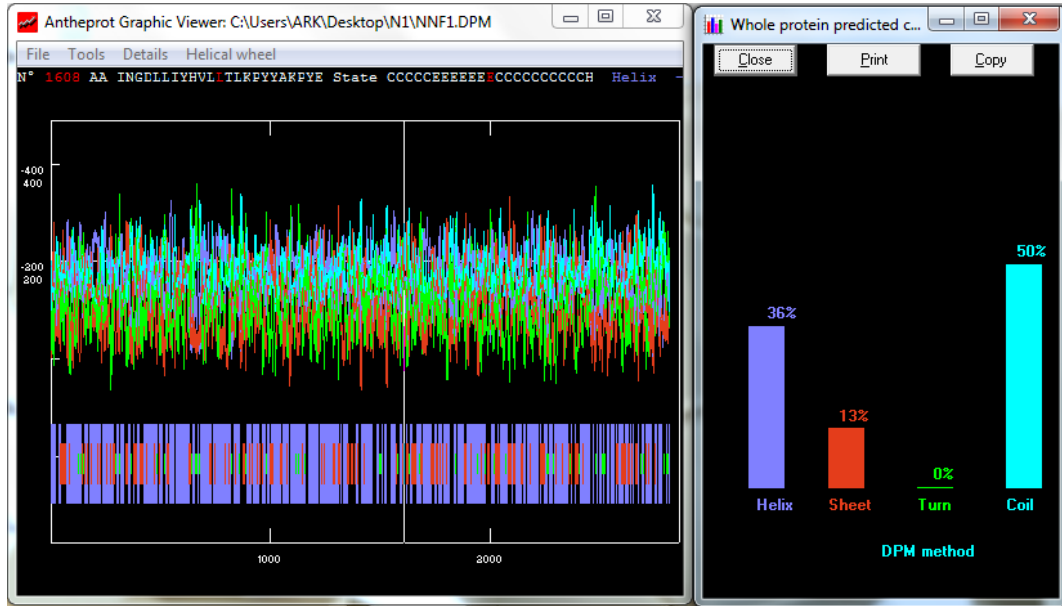 Antheprot Graphic Viewer: C:\Users\ARK\Desktop\N1\NNF1.DPM
File Tools Details Helical wheel
N° 1608 AA INGDLLIYHVLLTLKPYYAKPYE State CCCCCEEEEEEECCCCCCCCCCH Helix -
-400
400
-200
200
1000 2000
Whole protein predicted c...
Close Print Copy
50%
36%
13%
0%
Helix Sheet Turn Coil
DPM method